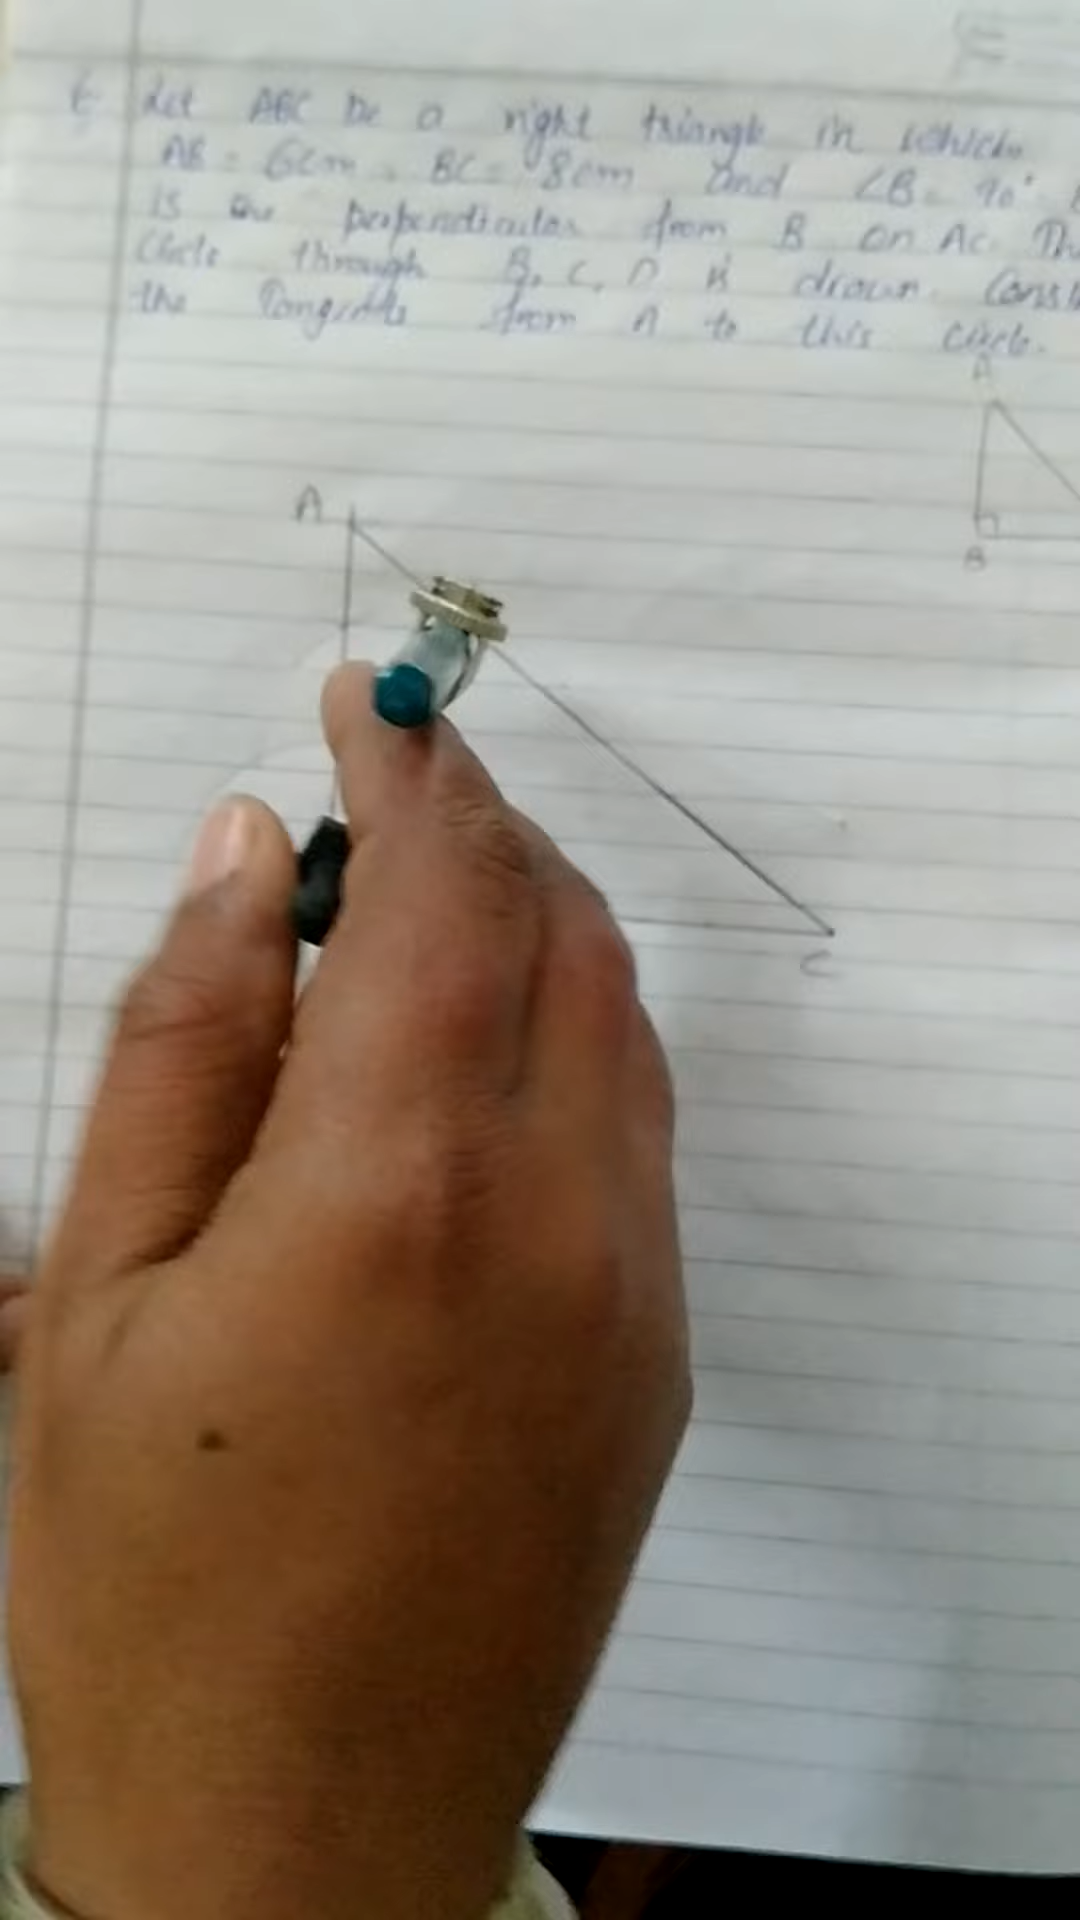 6 Let ABC be a right triangle in which
AB = 6cm, BC = 8cm and ∠B = 90°
is the perpendicular from B on AC. Th
circle through B, C, D is drawn. Const
the Tangents from A to this circle.
A
B
A
C